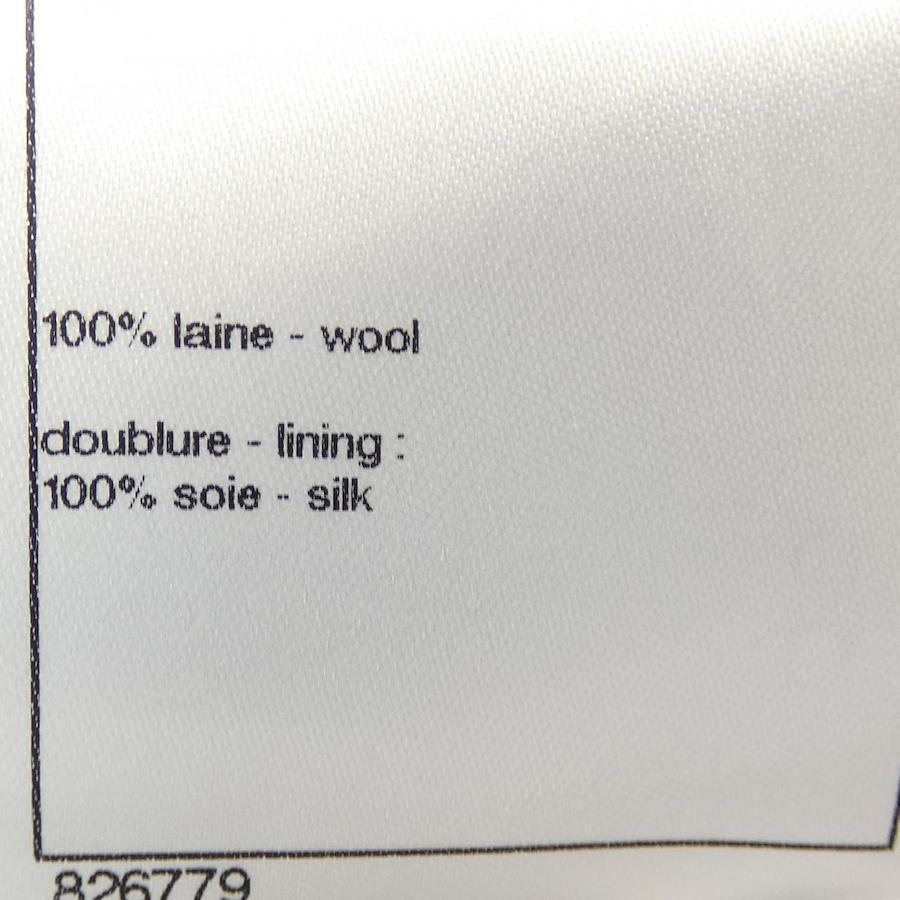 100% laine - wool
doublure - lining :
100% soie - silk
826779